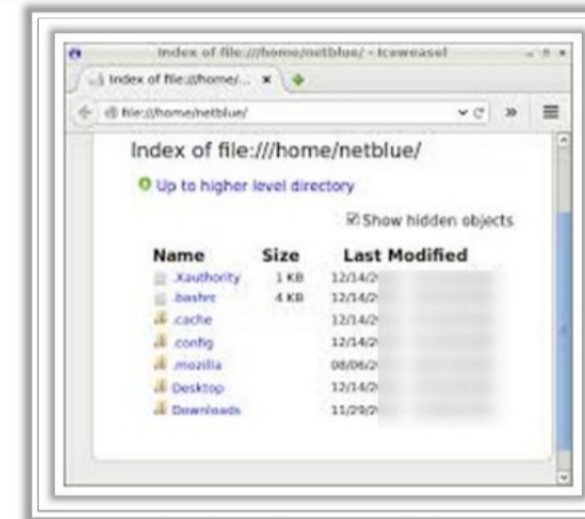 Index of file:///home/netblue/ - Iceweasel
Index of file:///home/...
file:///home/netblue/
Index of file:///home/netblue/
Up to higher level directory
Show hidden objects
Name Size Last Modified
.Xauthority 1 KB 12/14/2
.bashrc 4 KB 12/14/2
.cache 12/14/2
.config 12/14/2
.mozilla 08/06/2
Desktop 12/14/2
Downloads 11/29/2